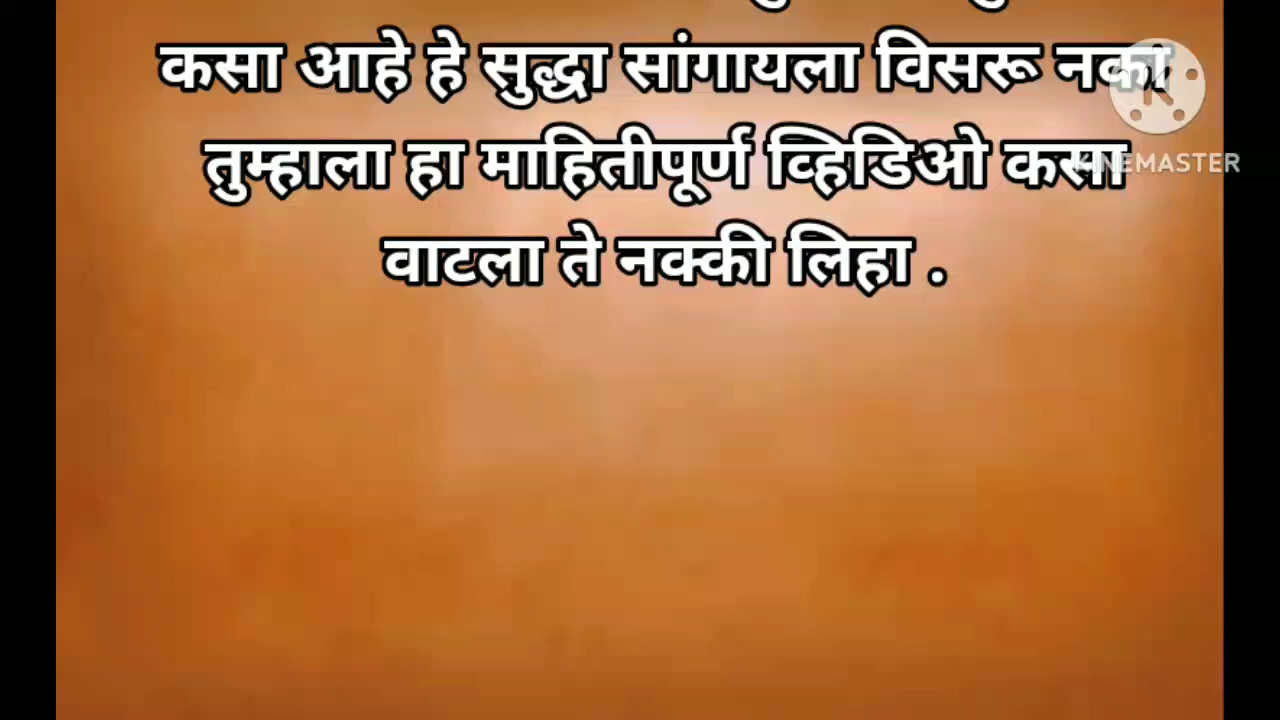 कसा आहे हे सुद्धा सांगायला विसरू नका
तुम्हाला हा माहितीपूर्ण व्हिडिओ कसा
वाटला ते नक्की लिहा .
K
KINEMASTER